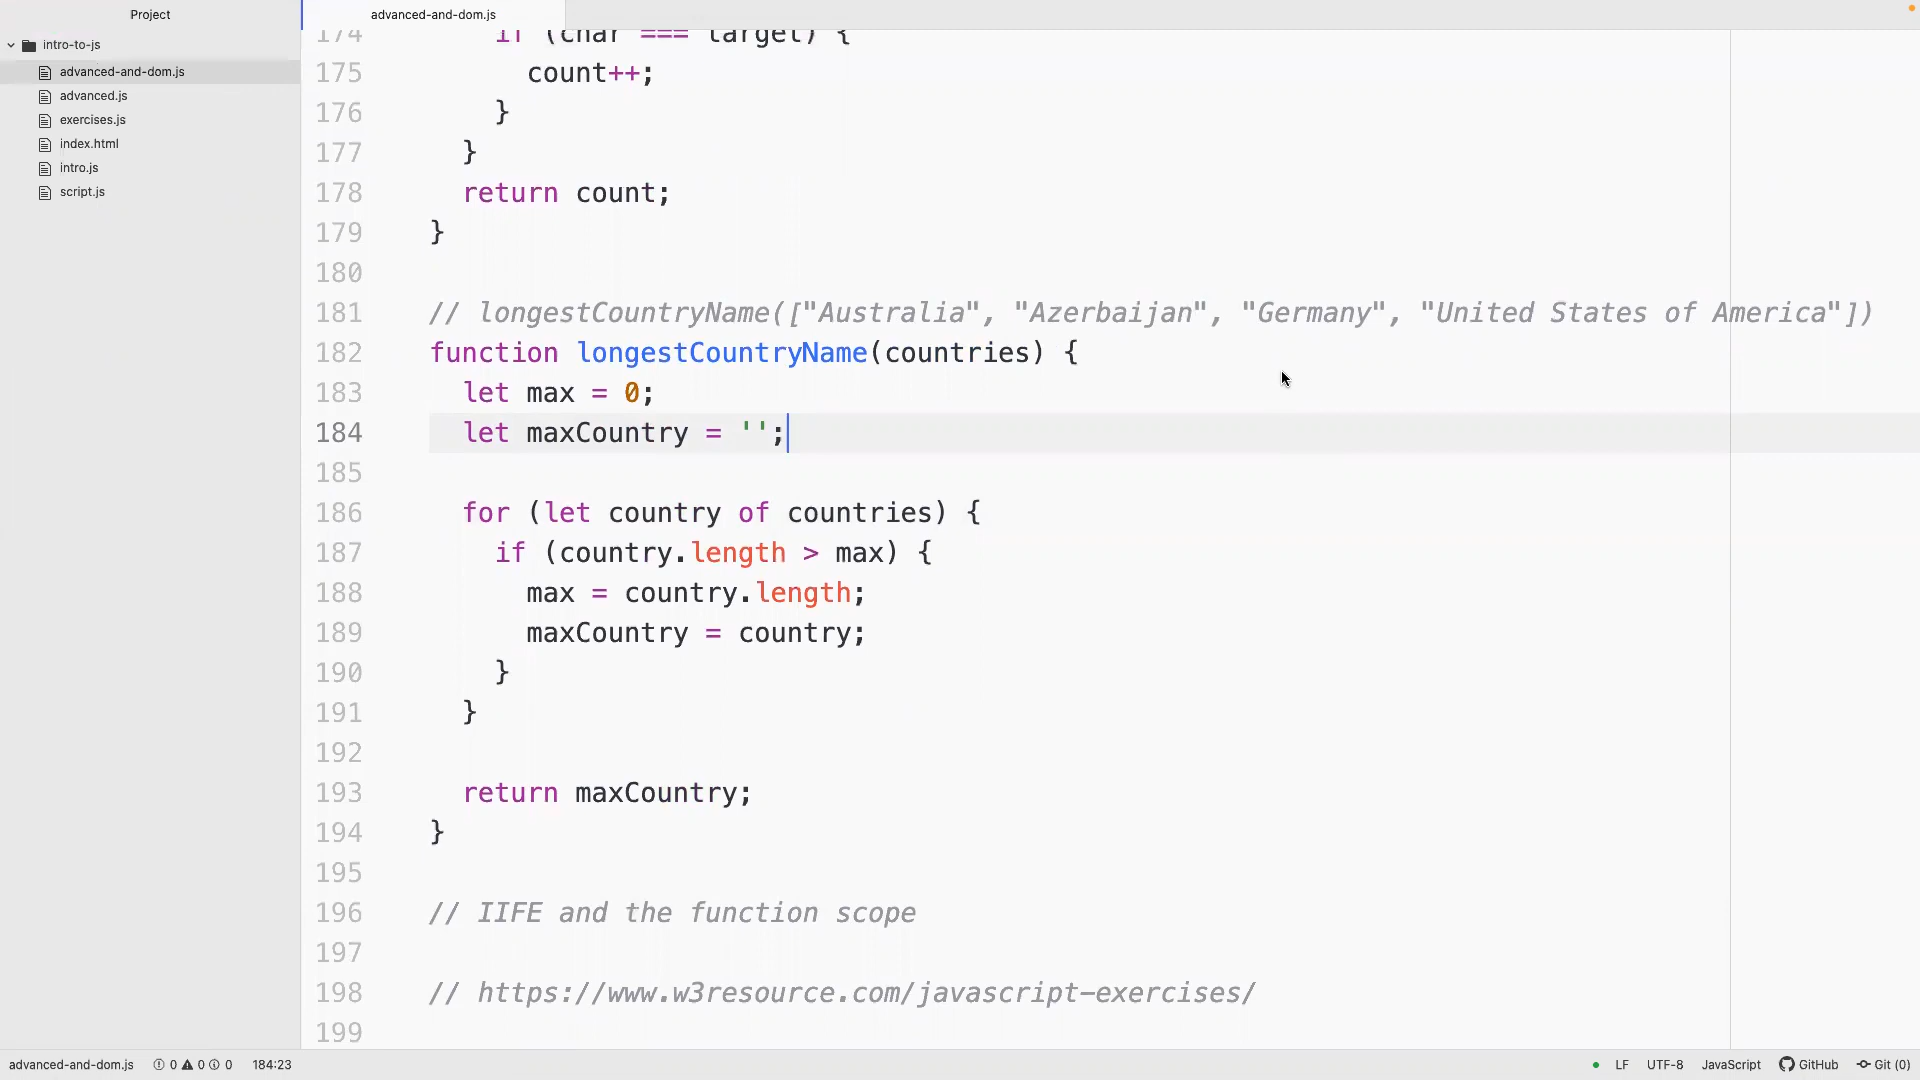 Project
advanced-and-dom.js
intro-to-js
advanced-and-dom.js
advanced.js
exercises.js
index.html
intro.js
script.js
174 if (char === target) {
175 count++;
176 }
177 }
178 return count;
179 }
180
181 // longestCountryName(["Australia", "Azerbaijan", "Germany", "United States of America"])
182 function longestCountryName(countries) {
183 let max = 0;
184 let maxCountry = '';
185
186 for (let country of countries) {
187 if (country.length > max) {
188 max = country.length;
189 maxCountry = country;
190 }
191 }
192
193 return maxCountry;
194 }
195
196 // IIFE and the function scope
197
198 // https://www.w3resource.com/javascript-exercises/
199
advanced-and-dom.js 0 0 0 184:23 LF UTF-8 JavaScript GitHub Git (0)